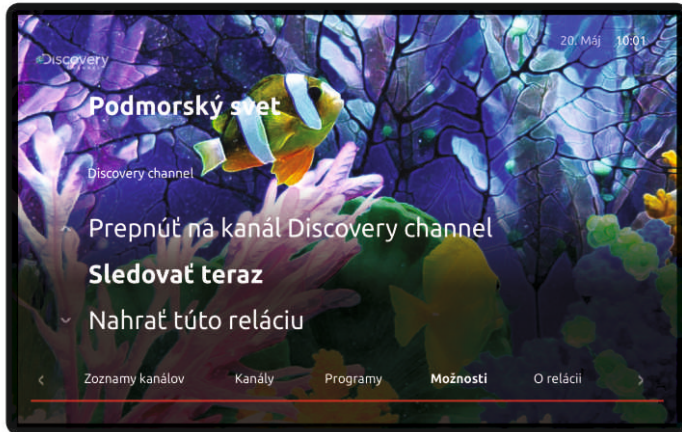 Discovery
CHANNEL
20. Máj 10:01
Podmorský svet
Discovery channel
Prepnúť na kanál Discovery channel
Sledovať teraz
Nahrať túto reláciu
Zoznamy kanálov Kanály Programy Možnosti O relácii